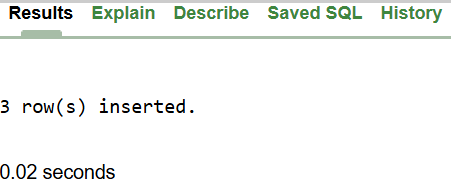 Results Explain Describe Saved SQL History
3 row(s) inserted.
0.02 seconds